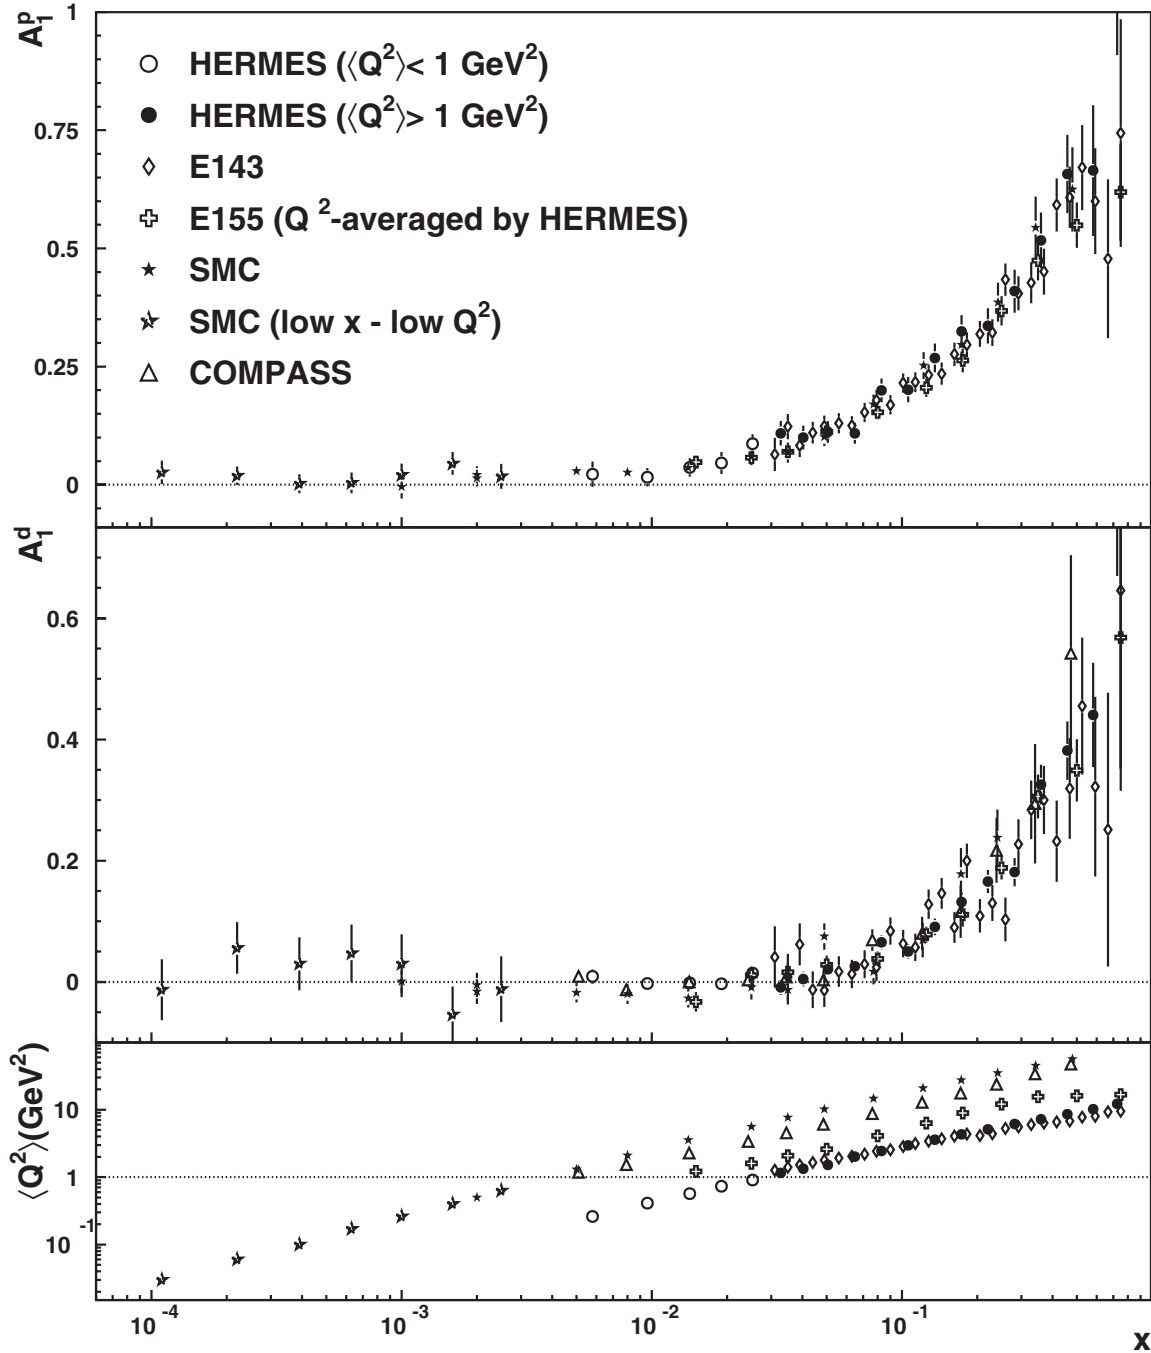 A₁ᵖ
1
0.75
0.5
0.25
0
HERMES (⟨Q²⟩< 1 GeV²)
HERMES (⟨Q²⟩> 1 GeV²)
E143
E155 (Q ²-averaged by HERMES)
SMC
SMC (low x - low Q²)
COMPASS
A₁ᵈ
0.6
0.4
0.2
0
⟨Q²⟩(GeV²)
10
1
10⁻¹
10⁻⁴ 10⁻³ 10⁻² 10⁻¹
x